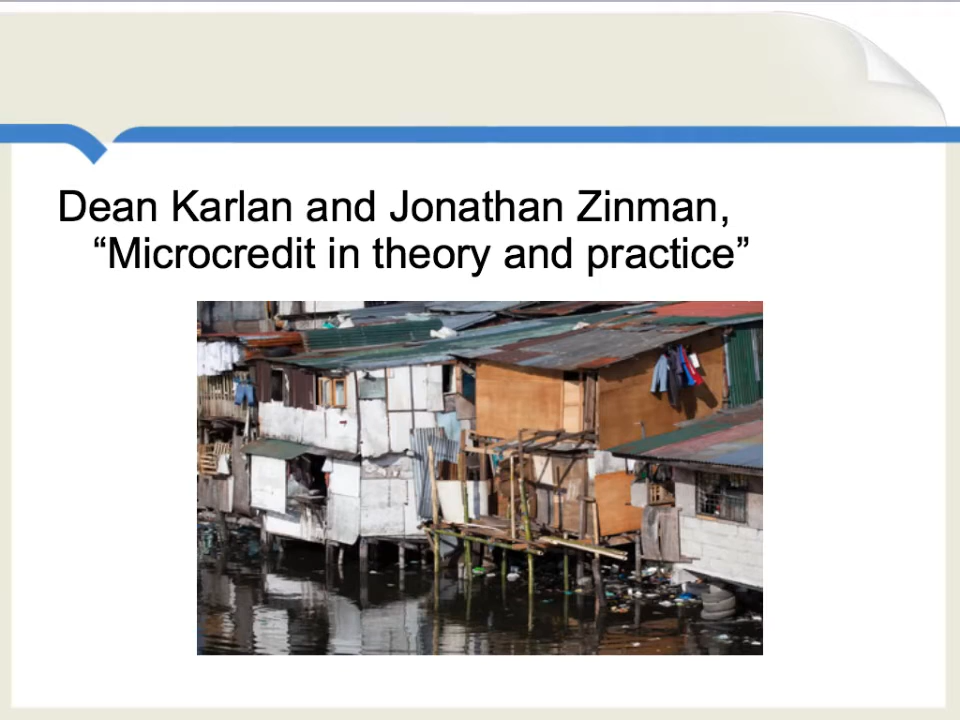 Dean Karlan and Jonathan Zinman,
“Microcredit in theory and practice”